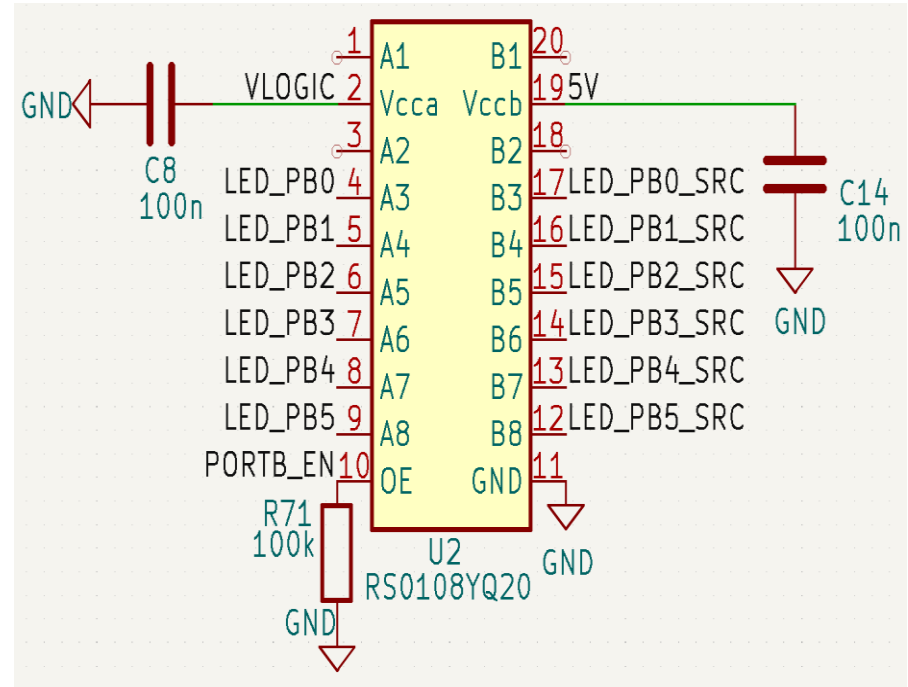 1 A1 B1 20
GND VLOGIC 2 Vcca Vccb 19 5V
3 A2 B2 18
C8
100n
LED_PB0 4 A3 B3 17 LED_PB0_SRC
C14
100n
LED_PB1 5 A4 B4 16 LED_PB1_SRC
LED_PB2 6 A5 B5 15 LED_PB2_SRC
LED_PB3 7 A6 B6 14 LED_PB3_SRC
GND
LED_PB4 8 A7 B7 13 LED_PB4_SRC
LED_PB5 9 A8 B8 12 LED_PB5_SRC
PORTB_EN 10 OE GND 11
R71
100k
U2
GND
RS0108YQ20
GND